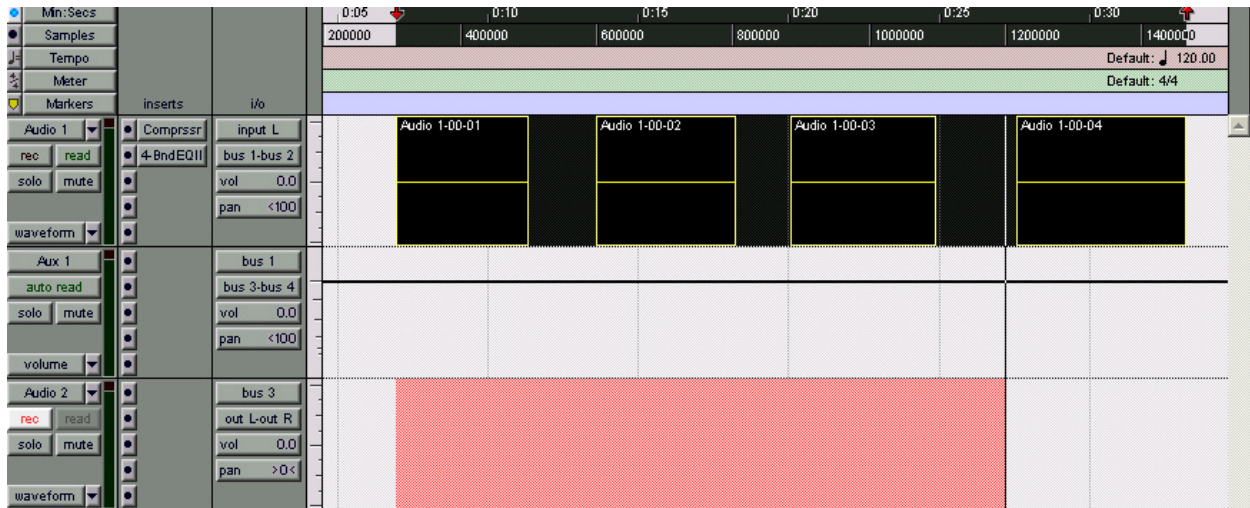 Min:Secs 0:05 0:10 0:15 0:20 0:25 0:30
Samples 200000 400000 600000 800000 1000000 1200000 1400000
Tempo Default: 120.00
Meter Default: 4/4
Markers inserts i/o
Audio 1 Comprssr input L Audio 1-00-01 Audio 1-00-02 Audio 1-00-03 Audio 1-00-04
rec read 4-BndEQII bus 1-bus 2
solo mute vol 0.0
pan <100
waveform
Aux 1 bus 1
auto read bus 3-bus 4
solo mute vol 0.0
pan <100
volume
Audio 2 bus 3
rec read out L-out R
solo mute vol 0.0
pan >0<
waveform